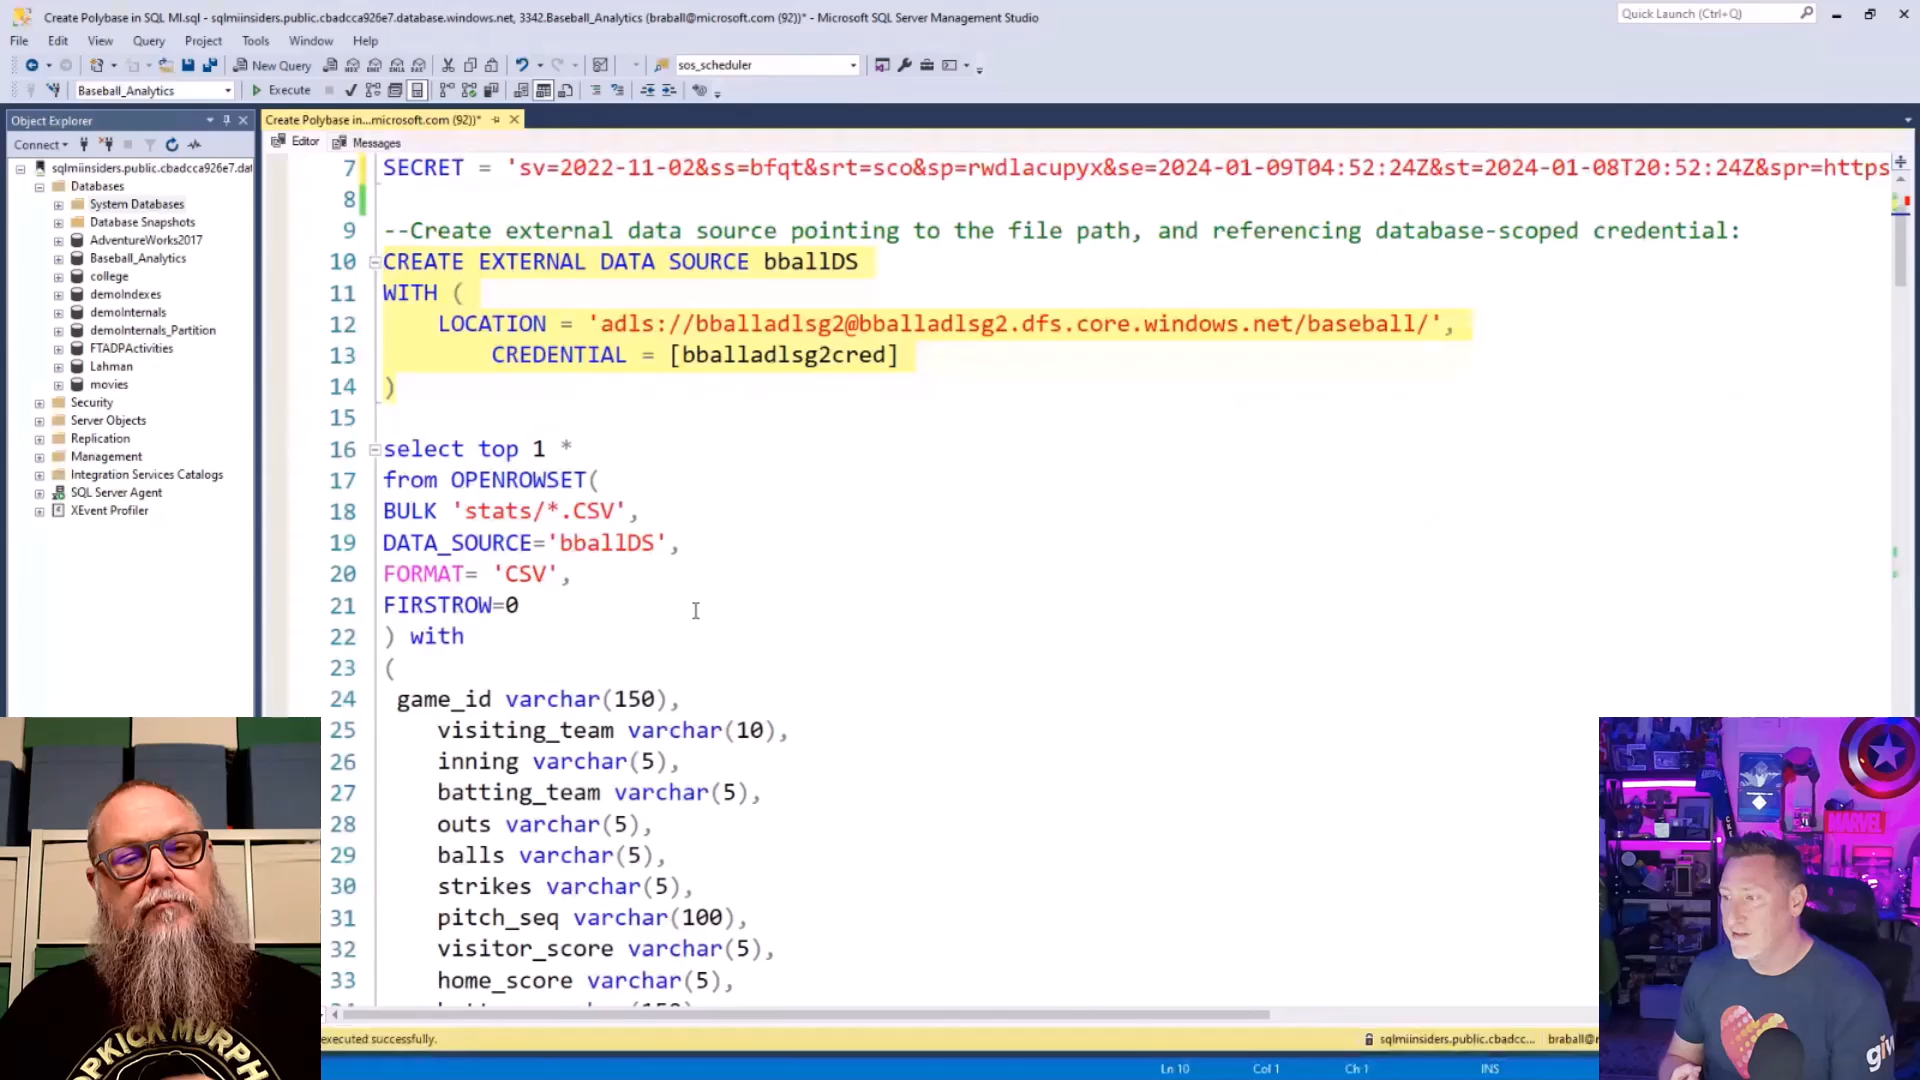 Create Polybase in SQL MI.sql - sqlmiinsiders.public.cbadcca926e7.database.windows.net, 3342.Baseball_Analytics (braball@microsoft.com (92))* - Microsoft SQL Server Management Studio
Quick Launch (Ctrl+Q)
File Edit View Query Project Tools Window Help
New Query
sos_scheduler
Baseball_Analytics
Execute
Object Explorer
Create Polybase in...microsoft.com (92))*
Connect
Editor
Messages
sqlmiinsiders.public.cbadcca926e7.dat
Databases
System Databases
Database Snapshots
AdventureWorks2017
Baseball_Analytics
college
demoIndexes
demoInternals
demoInternals_Partition
FTADPActivities
Lahman
movies
Security
Server Objects
Replication
Management
Integration Services Catalogs
SQL Server Agent
XEvent Profiler
7 SECRET = 'sv=2022-11-02&ss=bfqt&srt=sco&sp=rwdlacupyx&se=2024-01-09T04:52:24Z&st=2024-01-08T20:52:24Z&spr=https
8
9 --Create external data source pointing to the file path, and referencing database-scoped credential:
10 CREATE EXTERNAL DATA SOURCE bballDS
11 WITH (
12 LOCATION = 'adls://bballadlsg2@bballadlsg2.dfs.core.windows.net/baseball/',
13 CREDENTIAL = [bballadlsg2cred]
14 )
15
16 select top 1 *
17 from OPENROWSET(
18 BULK 'stats/*.CSV',
19 DATA_SOURCE='bballDS',
20 FORMAT= 'CSV',
21 FIRSTROW=0
22 ) with
23 (
24 game_id varchar(150),
25 visiting_team varchar(10),
26 inning varchar(5),
27 batting_team varchar(5),
28 outs varchar(5),
29 balls varchar(5),
30 strikes varchar(5),
31 pitch_seq varchar(100),
32 visitor_score varchar(5),
33 home_score varchar(5),
executed successfully.
sqlmiinsiders.public.cbadcc...
braball@
Ln 10 Col 1 Ch 1 INS
MARVEL
OPKICK MURPH
giv